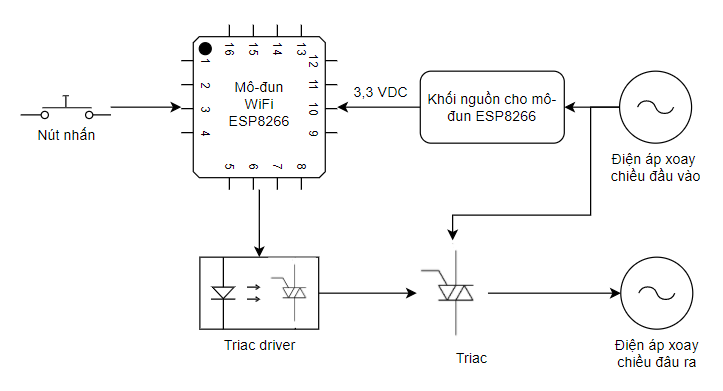 16 15 14 13
1
2
3
4
12
11
10
9
5 6 7 8
Mô-đun
WiFi
ESP8266
Nút nhấn
3,3 VDC
Khối nguồn cho mô-
đun ESP8266
Điện áp xoay
chiều đầu vào
Triac driver
Triac
Điện áp xoay
chiều đâu ra